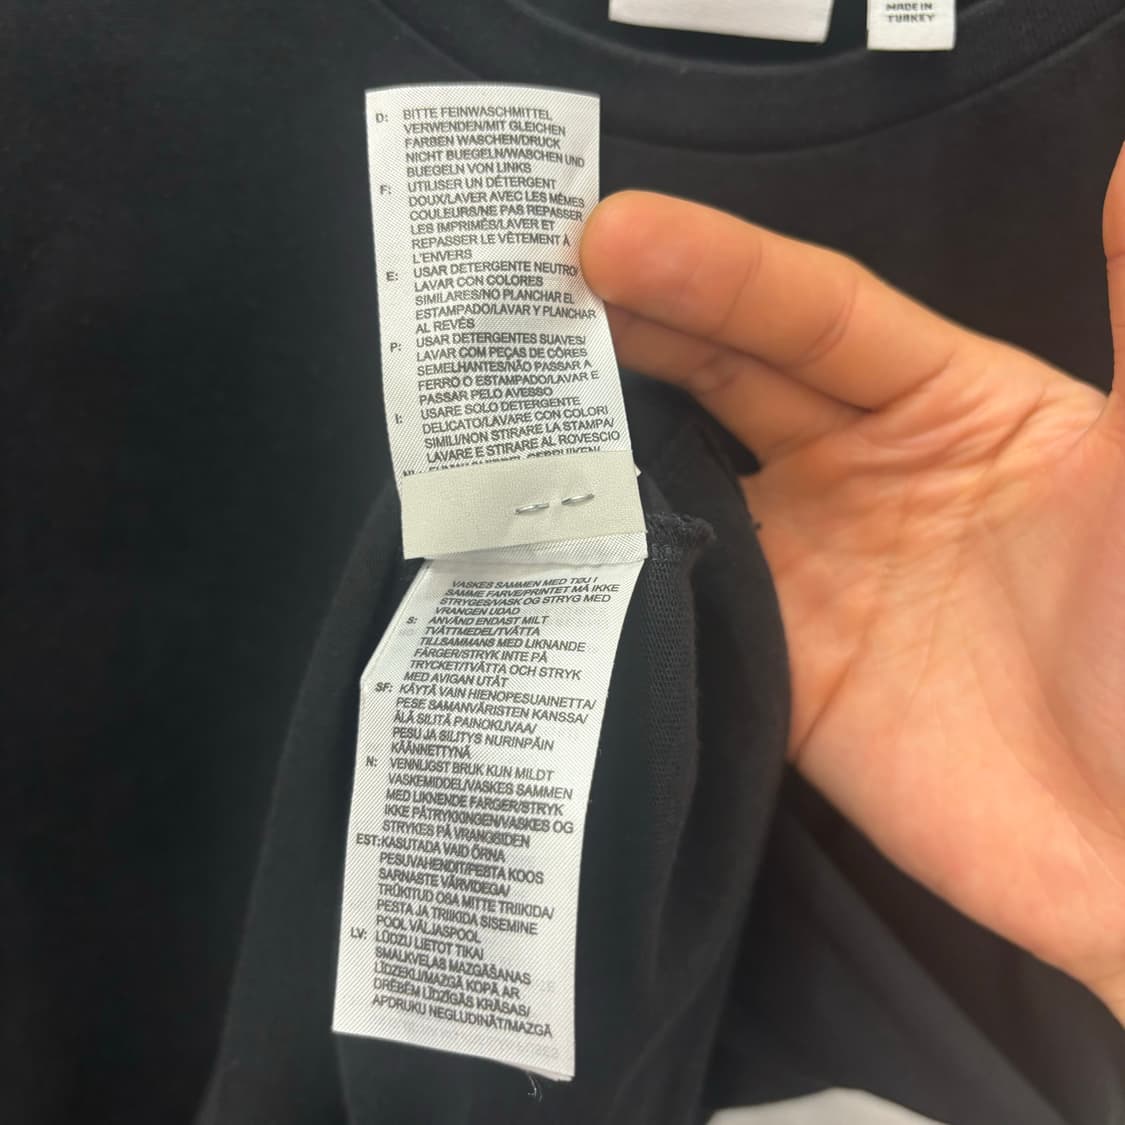 MADE IN
TURKEY
D: BITTE FEINWASCHMITTEL
VERWENDEN/MIT GLEICHEN
FARBEN WASCHEN/DRUCK
NICHT BUEGELN/WASCHEN UND
BUEGELN VON LINKS
F: UTILISER UN DÉTERGENT
DOUX/LAVER AVEC LES MÊMES
COULEURS/NE PAS REPASSER
LES IMPRIMÉS/LAVER ET
REPASSER LE VÊTEMENT À
L'ENVERS
E: USAR DETERGENTE NEUTRO/
LAVAR CON COLORES
SIMILARES/NO PLANCHAR EL
ESTAMPADO/LAVAR Y PLANCHAR
AL REVÉS
P: USAR DETERGENTES SUAVES/
LAVAR COM PEÇAS DE CÔRES
SEMELHANTES/NÃO PASSAR A
FERRO O ESTAMPADO/LAVAR E
PASSAR PELO AVESSO
I: USARE SOLO DETERGENTE
DELICATO/LAVARE CON COLORI
SIMILI/NON STIRARE LA STAMPA/
LAVARE E STIRARE AL ROVESCIO
VASKES SAMMEN MED TØJ I
SAMME FARVE/PRINTET MÅ IKKE
STRYGES/VASK OG STRYG MED
VRANGEN UDAD
S: ANVÄND ENDAST MILT
TVÄTTMEDEL/TVÄTTA
TILLSAMMANS MED LIKNANDE
FÄRGER/STRYK INTE PÅ
TRYCKET/TVÄTTA OCH STRYK
MED AVIGAN UTÅT
SF: KÄYTÄ VAIN HIENOPESUAINETTA/
PESE SAMANVÄRISTEN KANSSA/
ÄLÄ SILITÄ PAINOKUVAA/
PESU JA SILITYS NURINPÄIN
KÄÄNNETTYNÄ
N: VENNLIGST BRUK KUN MILDT
VASKEMIDDEL/VASKES SAMMEN
MED LIKNENDE FARGER/STRYK
IKKE PÅTRYKKINGEN/VASKES OG
STRYKES PÅ VRANGSIDEN
EST: KASUTADA VAID ÕRNA
PESUVAHENDIT/PESTA KOOS
SARNASTE VÄRVIDEGA/
TRÜKITUD OSA MITTE TRIIKIDA/
PESTA JA TRIIKIDA SISEMINE
POOL VÄLJASPOOL
LV: LŪDZU LIETOT TIKAI
SMALKVELAS MAZGĀŠANAS
LĪDZEKLI/MAZGĀ KOPĀ AR
DRĒBĒM LĪDZĪGĀS KRĀSAS/
APDRUKU NEGLUDINĀT/MAZGĀ